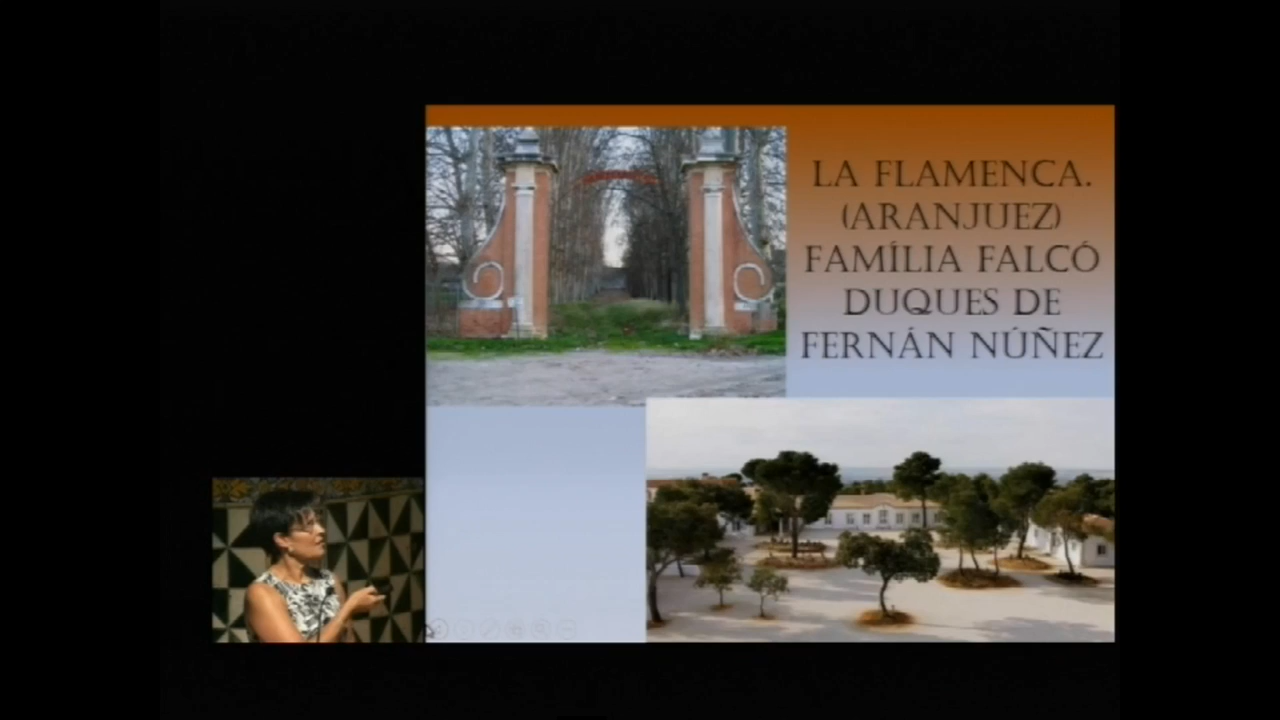 LA FLAMENCA.
(ARANJUEZ)
FAMÍLIA FALCÓ
DUQUES DE
FERNÁN NÚÑEZ